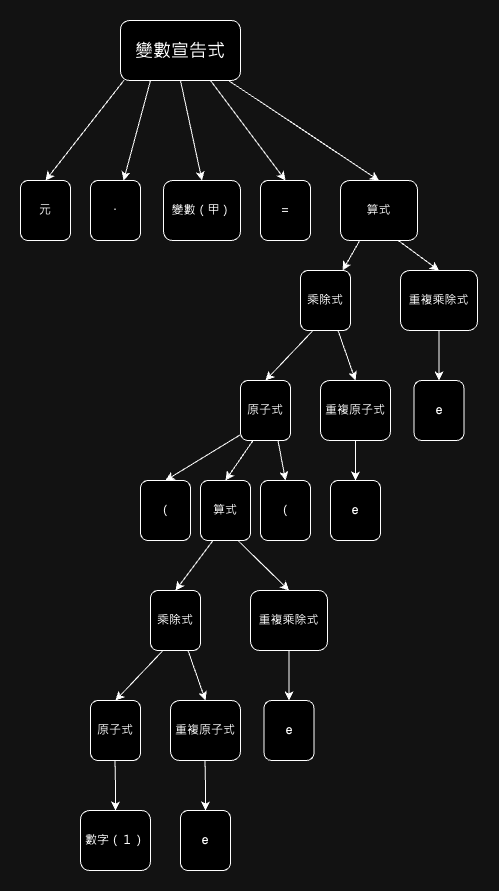 變數宣告式
元
·
變數（甲）
=
算式
乘除式
重複乘除式
原子式
重複原子式
e
（
算式
（
e
乘除式
重複乘除式
原子式
重複原子式
e
數字（１）
e